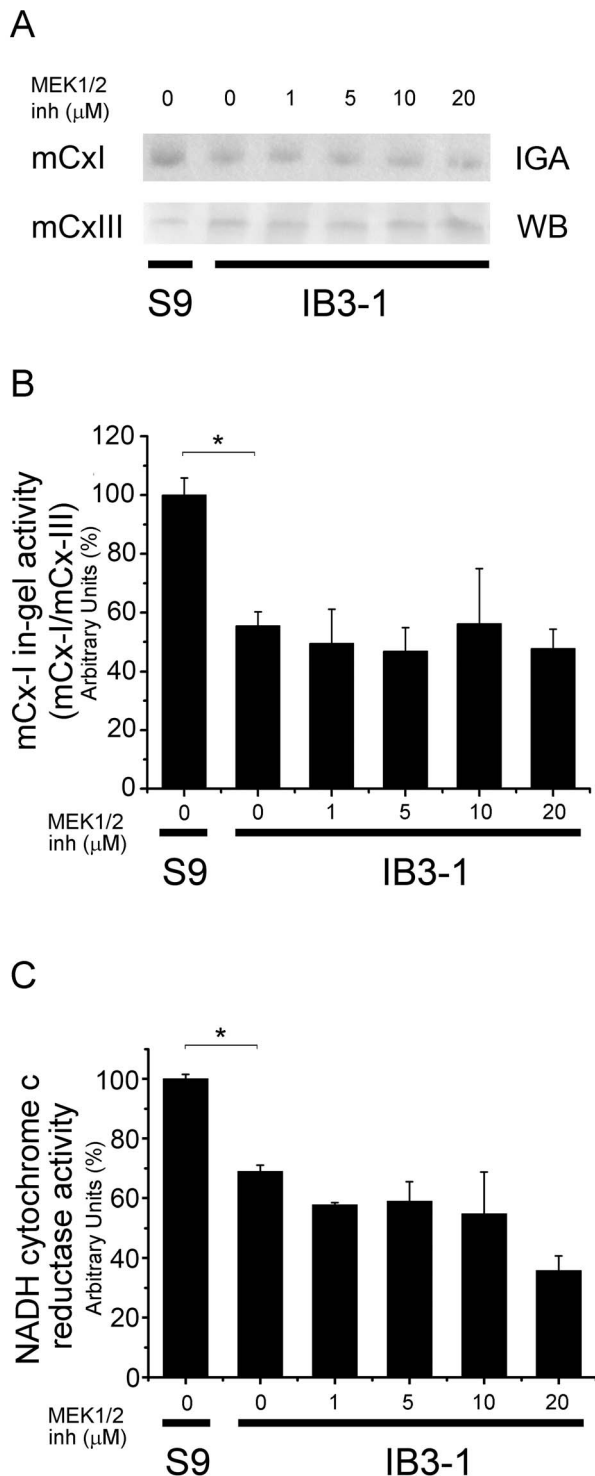 A
MEK1/2
inh (μM)
0 0 1 5 10 20
mCxI IGA
mCxIII WB
S9 IB3-1
B
mCx-I in-gel activity
(mCx-I/mCx-III)
Arbitrary Units (%)
120
100
80
60
40
20
0
*
MEK1/2
inh (μM)
0 0 1 5 10 20
S9 IB3-1
C
NADH cytochrome c
reductase activity
Arbitrary Units (%)
100
80
60
40
20
0
*
MEK1/2
inh (μM)
0 0 1 5 10 20
S9 IB3-1